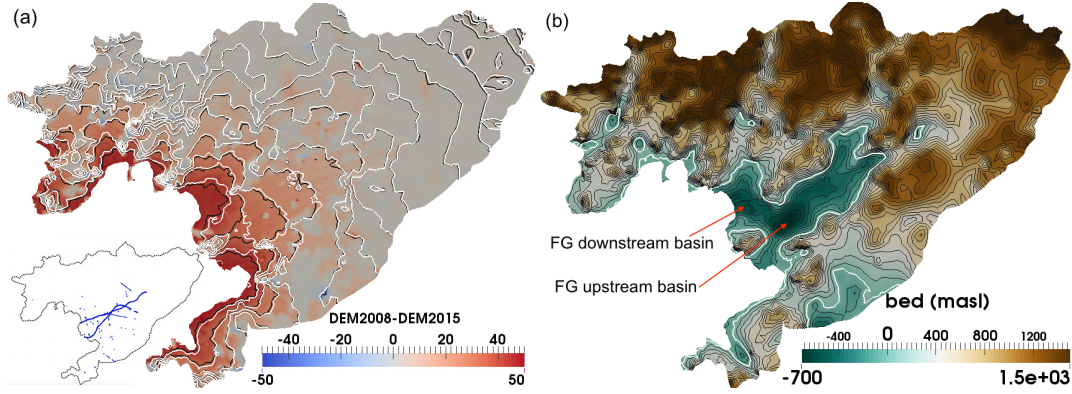 (a)
DEM2008-DEM2015
-40 -20 0 20 40
-50 50
(b)
FG downstream basin
FG upstream basin
bed (masl)
-400 0 400 800 1200
-700 1.5e+03